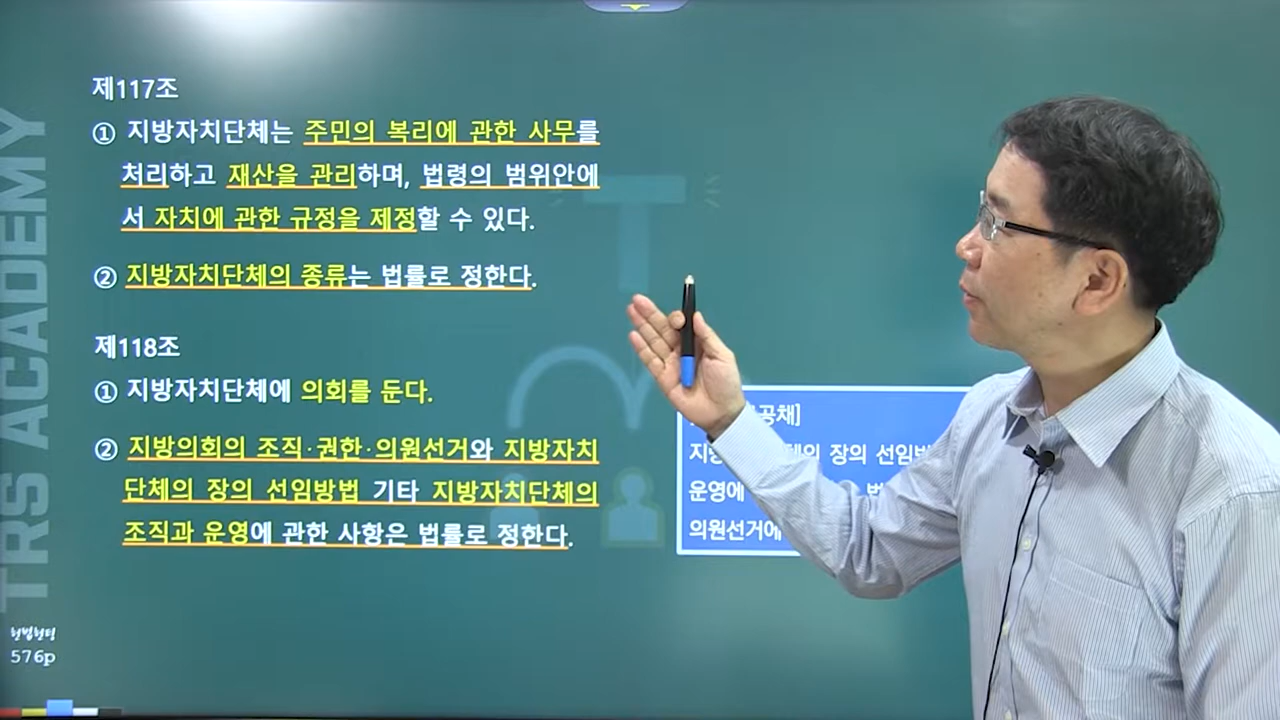 제117조
① 지방자치단체는 주민의 복리에 관한 사무를
처리하고 재산을 관리하며, 법령의 범위안에
서 자치에 관한 규정을 제정할 수 있다.
② 지방자치단체의 종류는 법률로 정한다.
제118조
① 지방자치단체에 의회를 둔다.
② 지방의회의 조직·권한·의원선거와 지방자치
단체의 장의 선임방법 기타 지방자치단체의
조직과 운영에 관한 사항은 법률로 정한다.
공채]
장의
운영에
의원선거에
TRS ACADEMY
576p